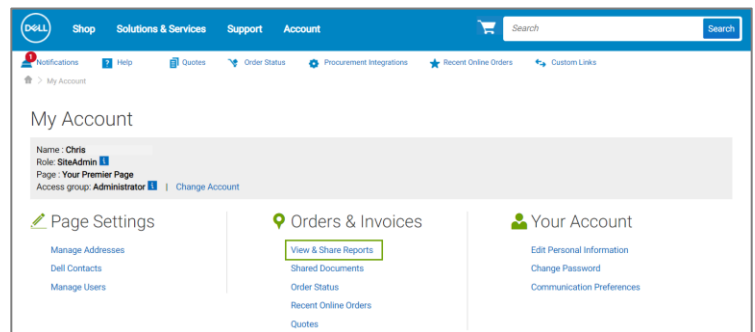 DELL Shop Solutions & Services Support Account Search Search
1 Notifications ? Help Quotes Order Status Procurement Integrations Recent Online Orders Custom Links
> My Account
My Account
Name : Chris
Role: SiteAdmin i
Page : Your Premier Page
Access group: Administrator i | Change Account
Page Settings
Manage Addresses
Dell Contacts
Manage Users
Orders & Invoices
View & Share Reports
Shared Documents
Order Status
Recent Online Orders
Quotes
Your Account
Edit Personal Information
Change Password
Communication Preferences